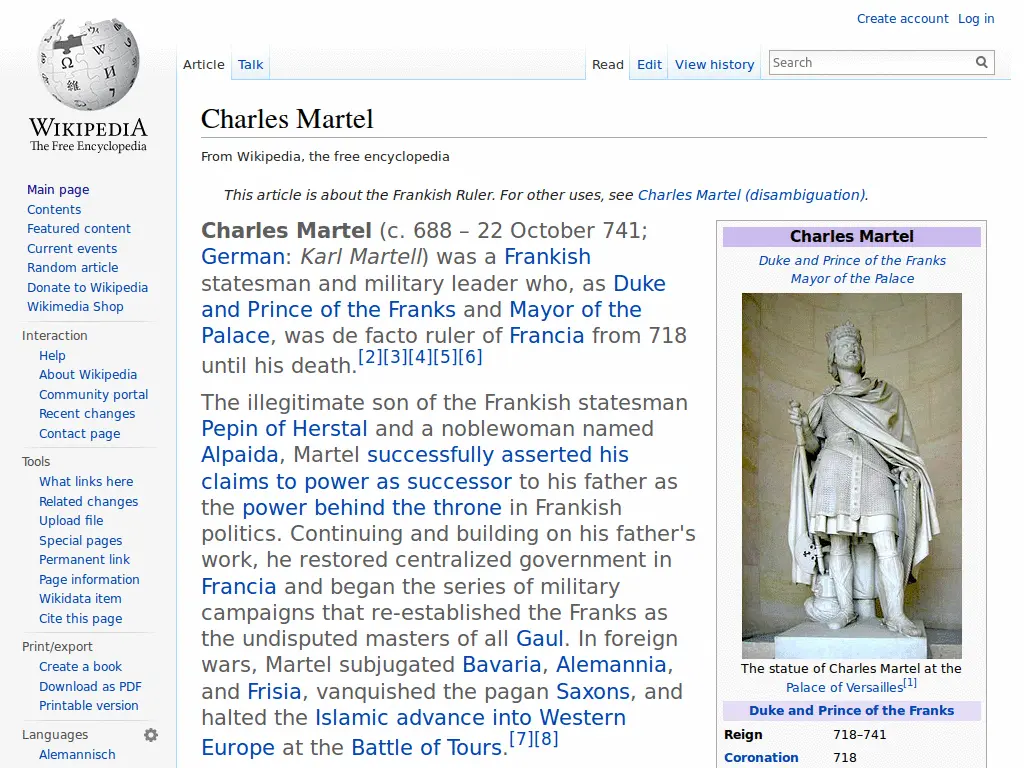 Create account Log in
Article Talk Read Edit View history Search
WIKIPEDIA
The Free Encyclopedia
Main page
Contents
Featured content
Current events
Random article
Donate to Wikipedia
Wikimedia Shop
Interaction
Help
About Wikipedia
Community portal
Recent changes
Contact page
Tools
What links here
Related changes
Upload file
Special pages
Permanent link
Page information
Wikidata item
Cite this page
Print/export
Create a book
Download as PDF
Printable version
Languages
Alemannisch
Charles Martel
From Wikipedia, the free encyclopedia
This article is about the Frankish Ruler. For other uses, see Charles Martel (disambiguation).
Charles Martel (c. 688 – 22 October 741;
German: Karl Martell) was a Frankish
statesman and military leader who, as Duke
and Prince of the Franks and Mayor of the
Palace, was de facto ruler of Francia from 718
until his death.[2][3][4][5][6]
The illegitimate son of the Frankish statesman
Pepin of Herstal and a noblewoman named
Alpaida, Martel successfully asserted his
claims to power as successor to his father as
the power behind the throne in Frankish
politics. Continuing and building on his father's
work, he restored centralized government in
Francia and began the series of military
campaigns that re-established the Franks as
the undisputed masters of all Gaul. In foreign
wars, Martel subjugated Bavaria, Alemannia,
and Frisia, vanquished the pagan Saxons, and
halted the Islamic advance into Western
Europe at the Battle of Tours.[7][8]
Charles Martel
Duke and Prince of the Franks
Mayor of the Palace
The statue of Charles Martel at the
Palace of Versailles[1]
Duke and Prince of the Franks
Reign 718–741
Coronation 718